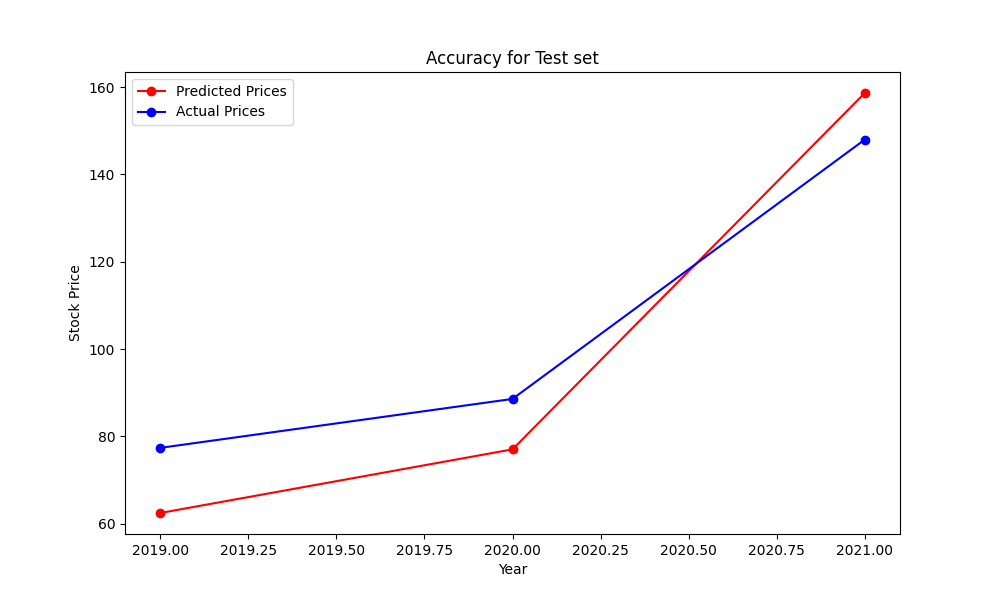 Accuracy for Test set
Predicted Prices
Actual Prices
160
140
120
100
80
60
Stock Price
2019.00 2019.25 2019.50 2019.75 2020.00 2020.25 2020.50 2020.75 2021.00
Year